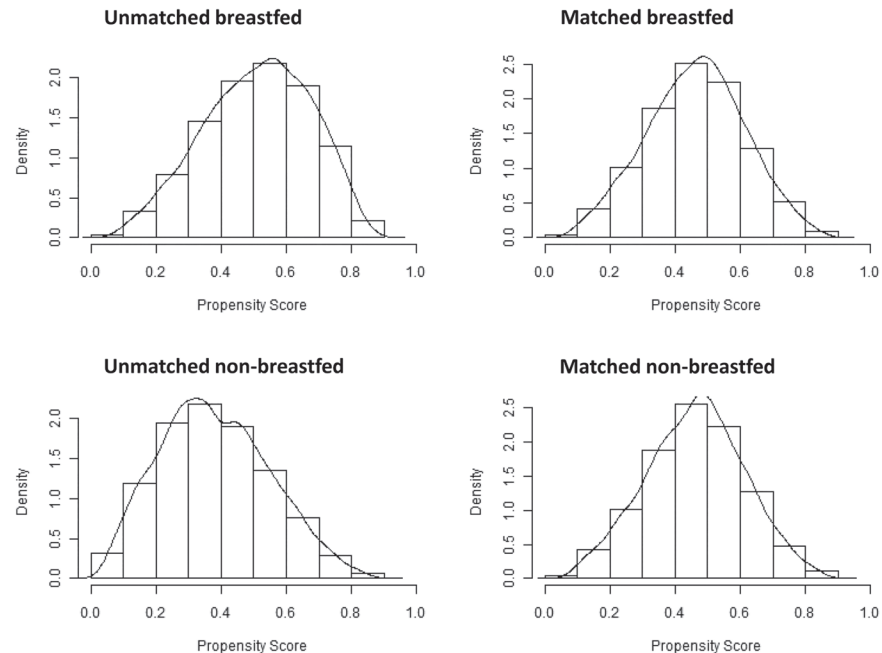 Unmatched breastfed
Density
0.0 0.5 1.0 1.5 2.0
0.0 0.2 0.4 0.6 0.8 1.0
Propensity Score
Matched breastfed
Density
0.0 0.5 1.0 1.5 2.0 2.5
0.0 0.2 0.4 0.6 0.8 1.0
Propensity Score
Unmatched non-breastfed
Density
0.0 0.5 1.0 1.5 2.0
0.0 0.2 0.4 0.6 0.8 1.0
Propensity Score
Matched non-breastfed
Density
0.0 0.5 1.0 1.5 2.0 2.5
0.0 0.2 0.4 0.6 0.8 1.0
Propensity Score